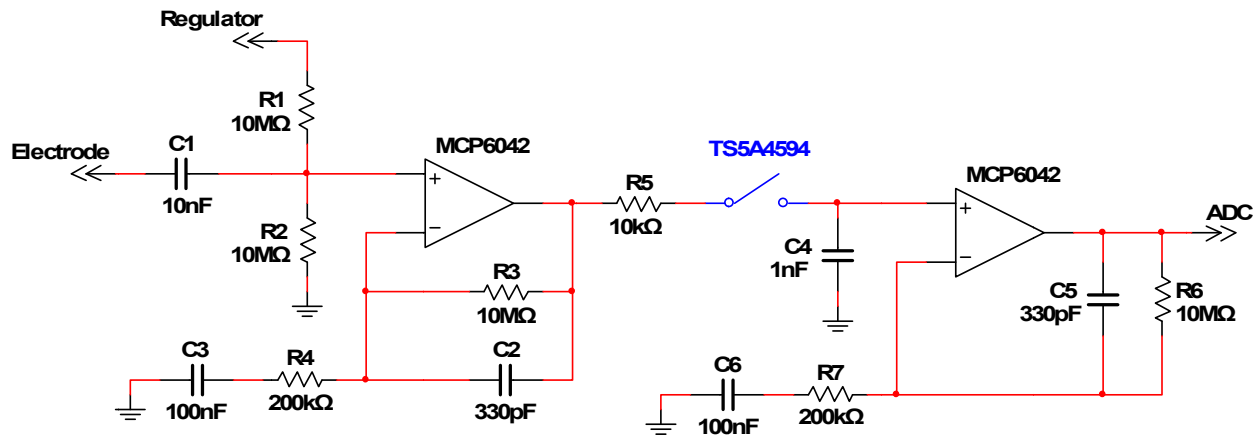 Regulator
R1
10MΩ
Electrode
C1
10nF
R2
10MΩ
MCP6042
+
−
R3
10MΩ
C3
100nF
R4
200kΩ
C2
330pF
R5
10kΩ
TS5A4594
C4
1nF
MCP6042
+
−
ADC
C5
330pF
R6
10MΩ
C6
100nF
R7
200kΩ